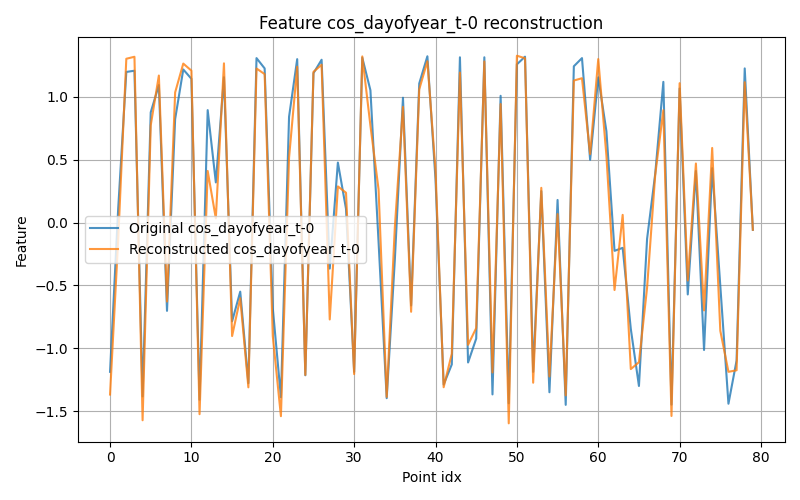 Feature cos_dayofyear_t-0 reconstruction
Feature
1.0
0.5
0.0
−0.5
−1.0
−1.5
Original cos_dayofyear_t-0
Reconstructed cos_dayofyear_t-0
0 10 20 30 40 50 60 70 80
Point idx